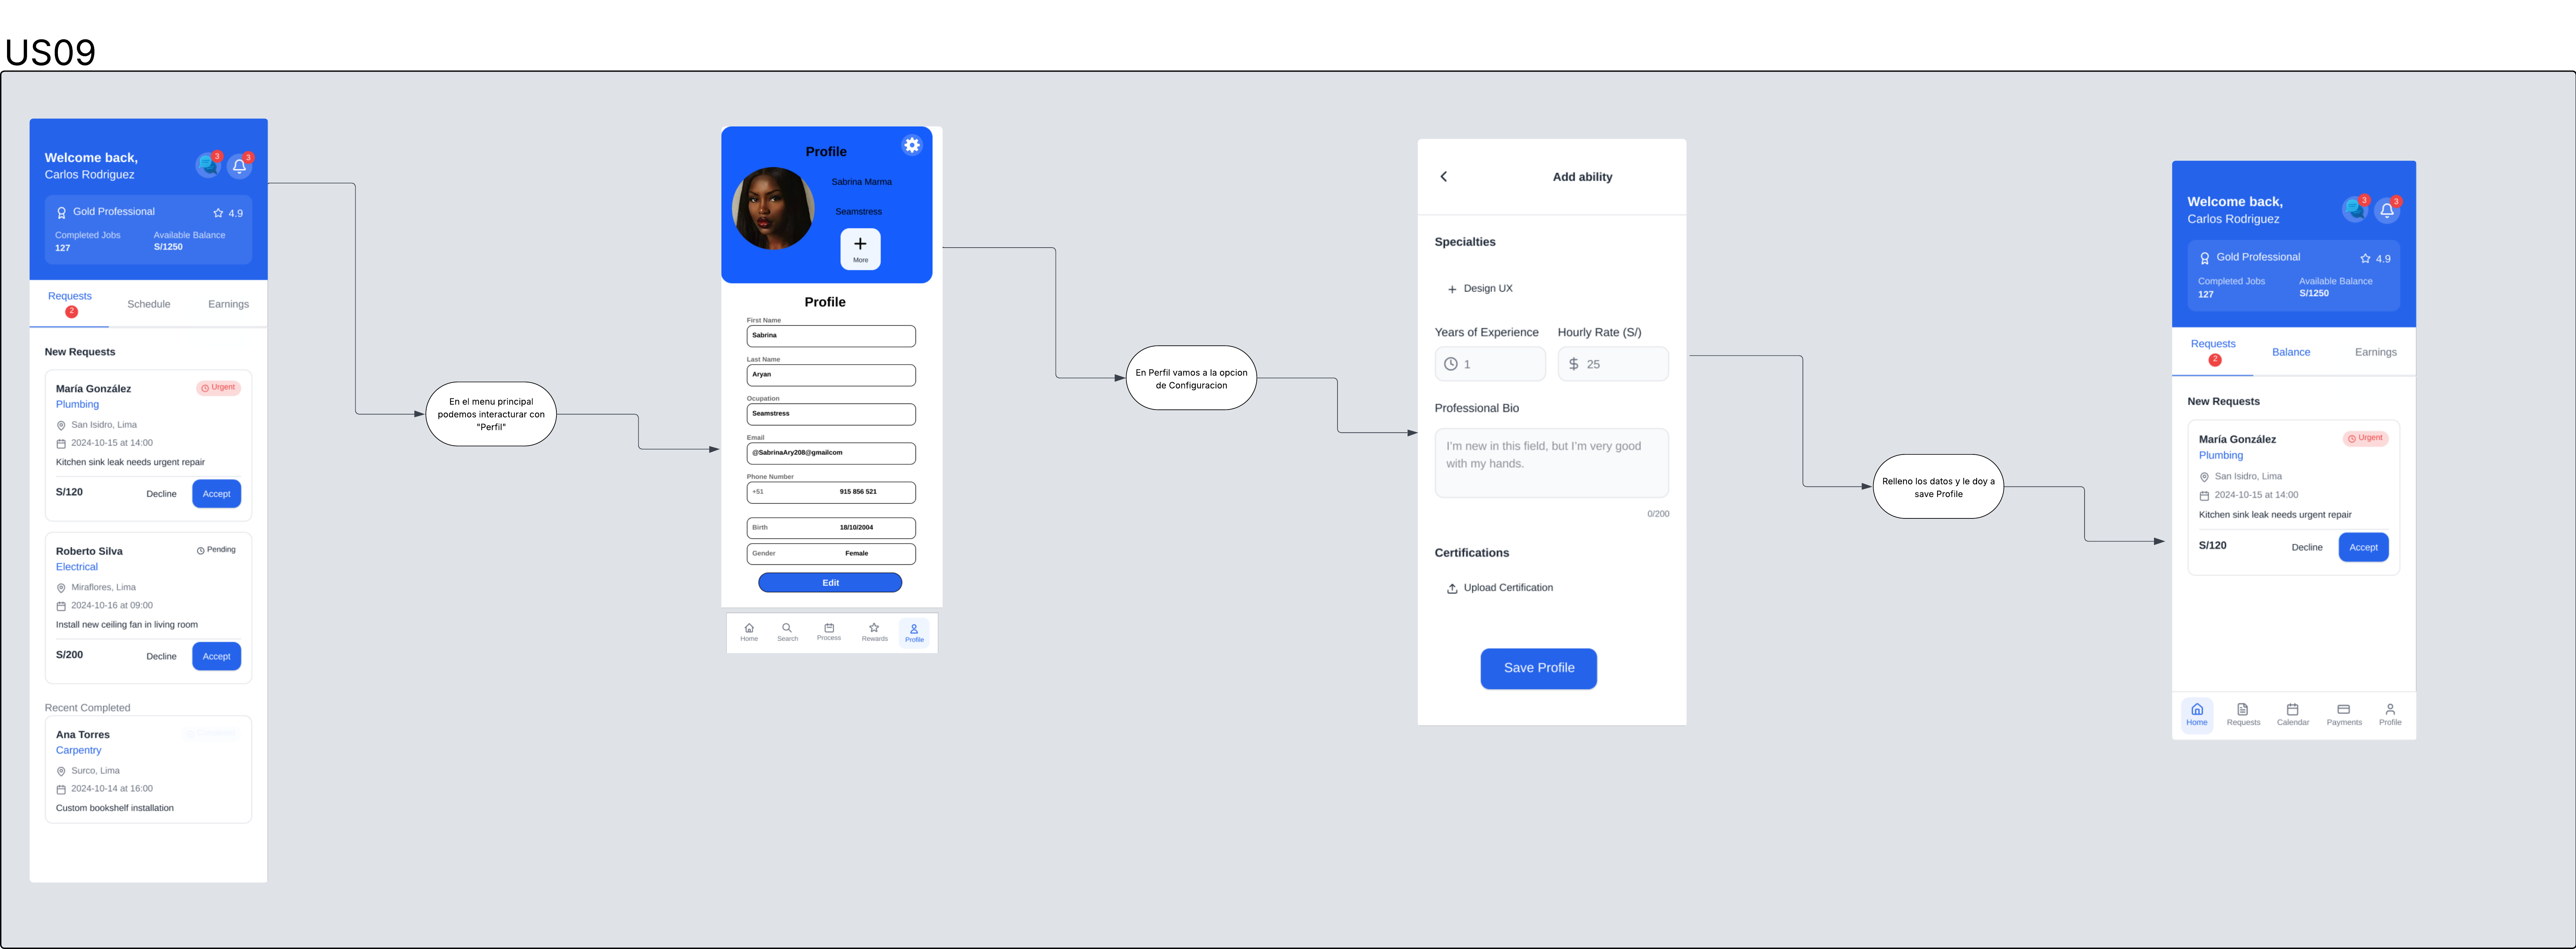 US09
Welcome back,
Carlos Rodriguez
3
3
Gold Professional
4.9
Completed Jobs
Available Balance
127
S/1250
Requests
2
Schedule
Earnings
New Requests
María González
Urgent
Plumbing
San Isidro, Lima
2024-10-15 at 14:00
Kitchen sink leak needs urgent repair
S/120
Decline
Accept
Roberto Silva
Pending
Electrical
Miraflores, Lima
2024-10-16 at 09:00
Install new ceiling fan in living room
S/200
Decline
Accept
Recent Completed
Ana Torres
Carpentry
Surco, Lima
2024-10-14 at 16:00
Custom bookshelf installation
En el menu principal
podemos interacturar con
"Perfil"
Profile
Sabrina Marma
Seamstress
More
Profile
First Name
Sabrina
Last Name
Aryan
Ocupation
Seamstress
Email
@SabrinaAry208@gmailcom
Phone Number
+51
915 856 521
Birth
18/10/2004
Gender
Female
Edit
Home
Search
Process
Rewards
Profile
En Perfil vamos a la opcion
de Configuracion
Add ability
Specialties
+ Design UX
Years of Experience
Hourly Rate (S/)
1
$ 25
Professional Bio
I'm new in this field, but I'm very good
with my hands.
0/200
Certifications
Upload Certification
Save Profile
Relleno los datos y le doy a
save Profile
Welcome back,
Carlos Rodriguez
3
3
Gold Professional
4.9
Completed Jobs
Available Balance
127
S/1250
Requests
2
Balance
Earnings
New Requests
María González
Urgent
Plumbing
San Isidro, Lima
2024-10-15 at 14:00
Kitchen sink leak needs urgent repair
S/120
Decline
Accept
Home
Requests
Calendar
Payments
Profile